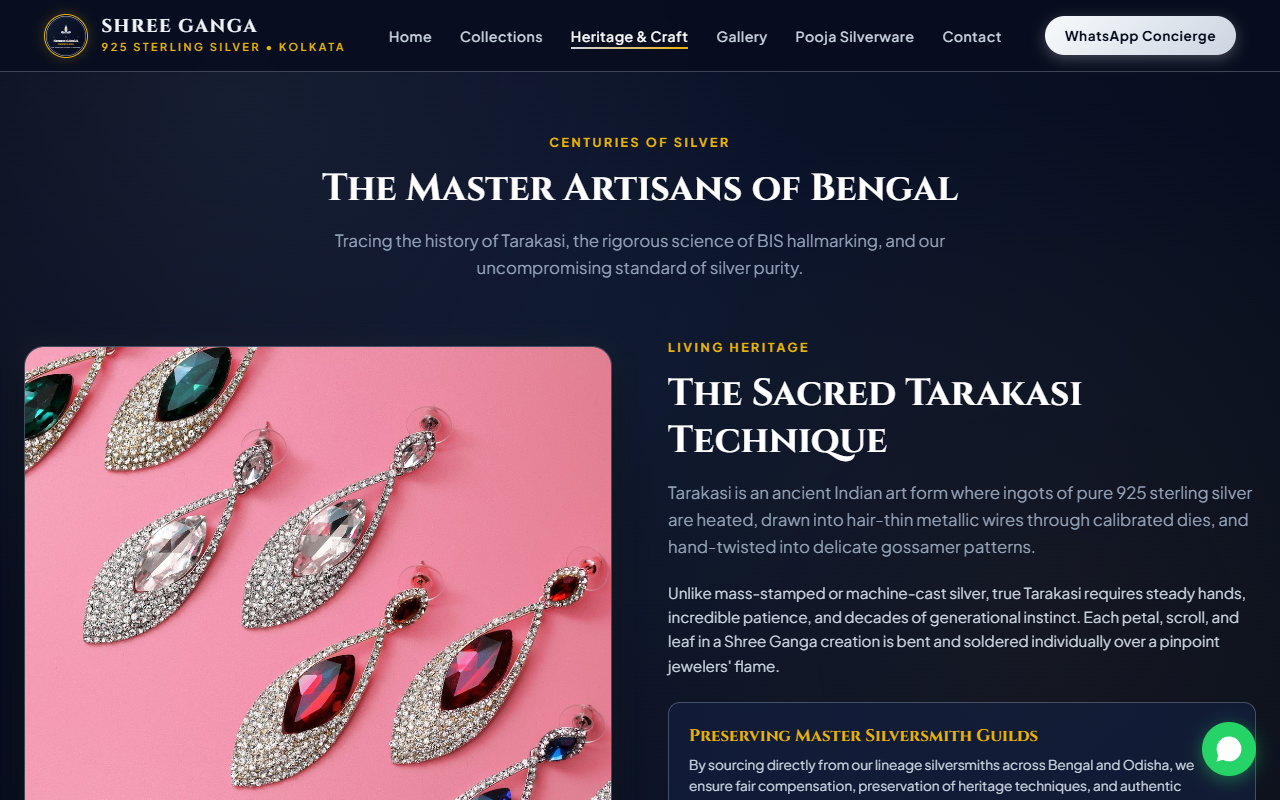 SHREE GANGA
925 STERLING SILVER • KOLKATA
Home
Collections
Heritage & Craft
Gallery
Pooja Silverware
Contact
WhatsApp Concierge
CENTURIES OF SILVER
THE MASTER ARTISANS OF BENGAL
Tracing the history of Tarakasi, the rigorous science of BIS hallmarking, and our
uncompromising standard of silver purity.
LIVING HERITAGE
THE SACRED TARAKASI
TECHNIQUE
Tarakasi is an ancient Indian art form where ingots of pure 925 sterling silver
are heated, drawn into hair-thin metallic wires through calibrated dies, and
hand-twisted into delicate gossamer patterns.
Unlike mass-stamped or machine-cast silver, true Tarakasi requires steady hands,
incredible patience, and decades of generational instinct. Each petal, scroll, and
leaf in a Shree Ganga creation is bent and soldered individually over a pinpoint
jewelers' flame.
PRESERVING MASTER SILVERSMITH GUILDS
By sourcing directly from our lineage silversmiths across Bengal and Odisha, we
ensure fair compensation, preservation of heritage techniques, and authentic